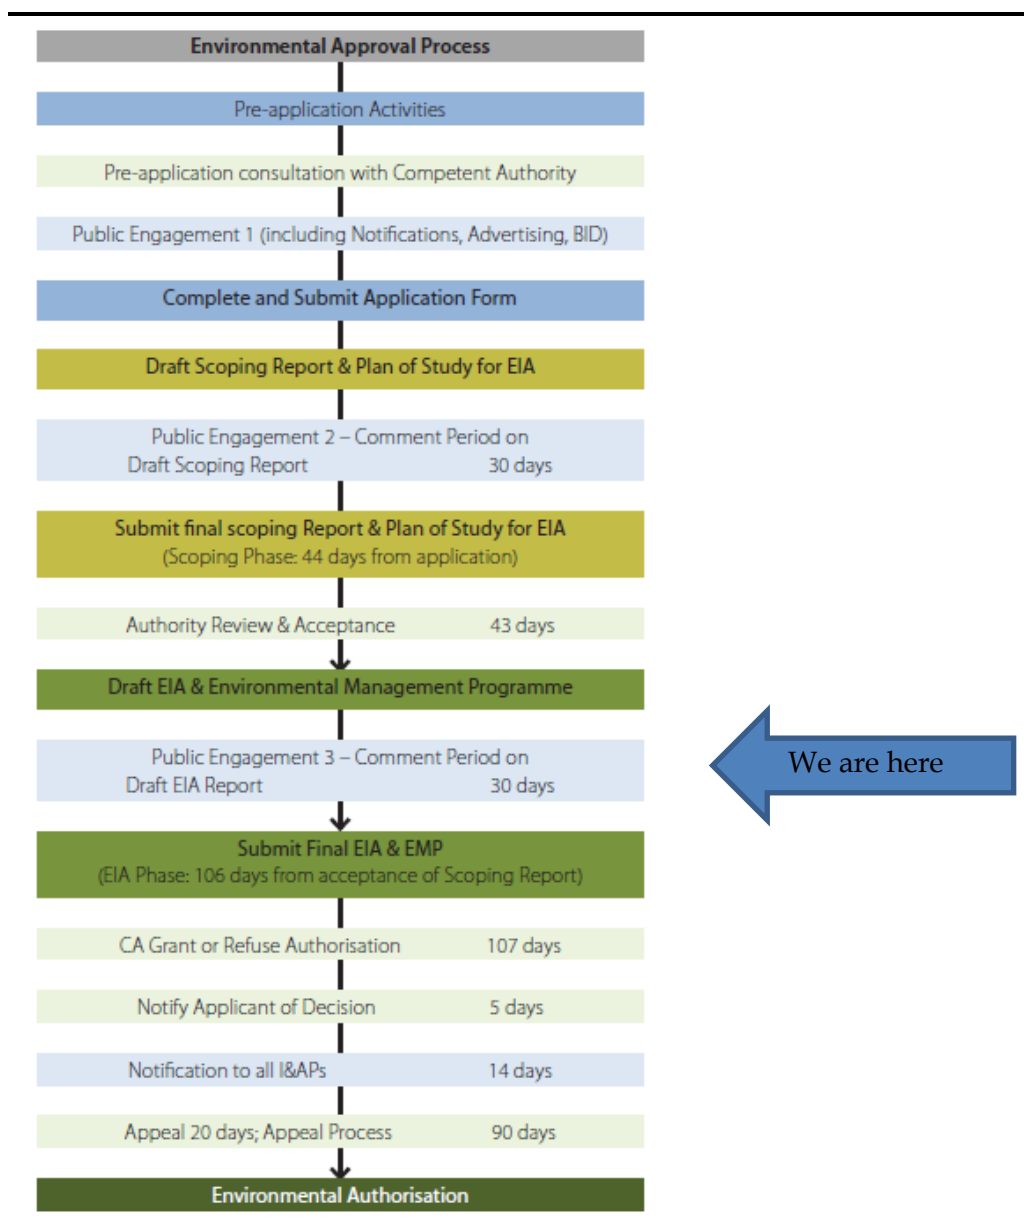 Environmental Approval Process
Pre-application Activities
Pre-application consultation with Competent Authority
Public Engagement 1 (including Notifications, Advertising, BID)
Complete and Submit Application Form
Draft Scoping Report & Plan of Study for EIA
Public Engagement 2 – Comment Period on
Draft Scoping Report 30 days
Submit final scoping Report & Plan of Study for EIA
(Scoping Phase: 44 days from application)
Authority Review & Acceptance 43 days
Draft EIA & Environmental Management Programme
Public Engagement 3 – Comment Period on
Draft EIA Report 30 days
We are here
Submit Final EIA & EMP
(EIA Phase: 106 days from acceptance of Scoping Report)
CA Grant or Refuse Authorisation 107 days
Notify Applicant of Decision 5 days
Notification to all I&APs 14 days
Appeal 20 days; Appeal Process 90 days
Environmental Authorisation